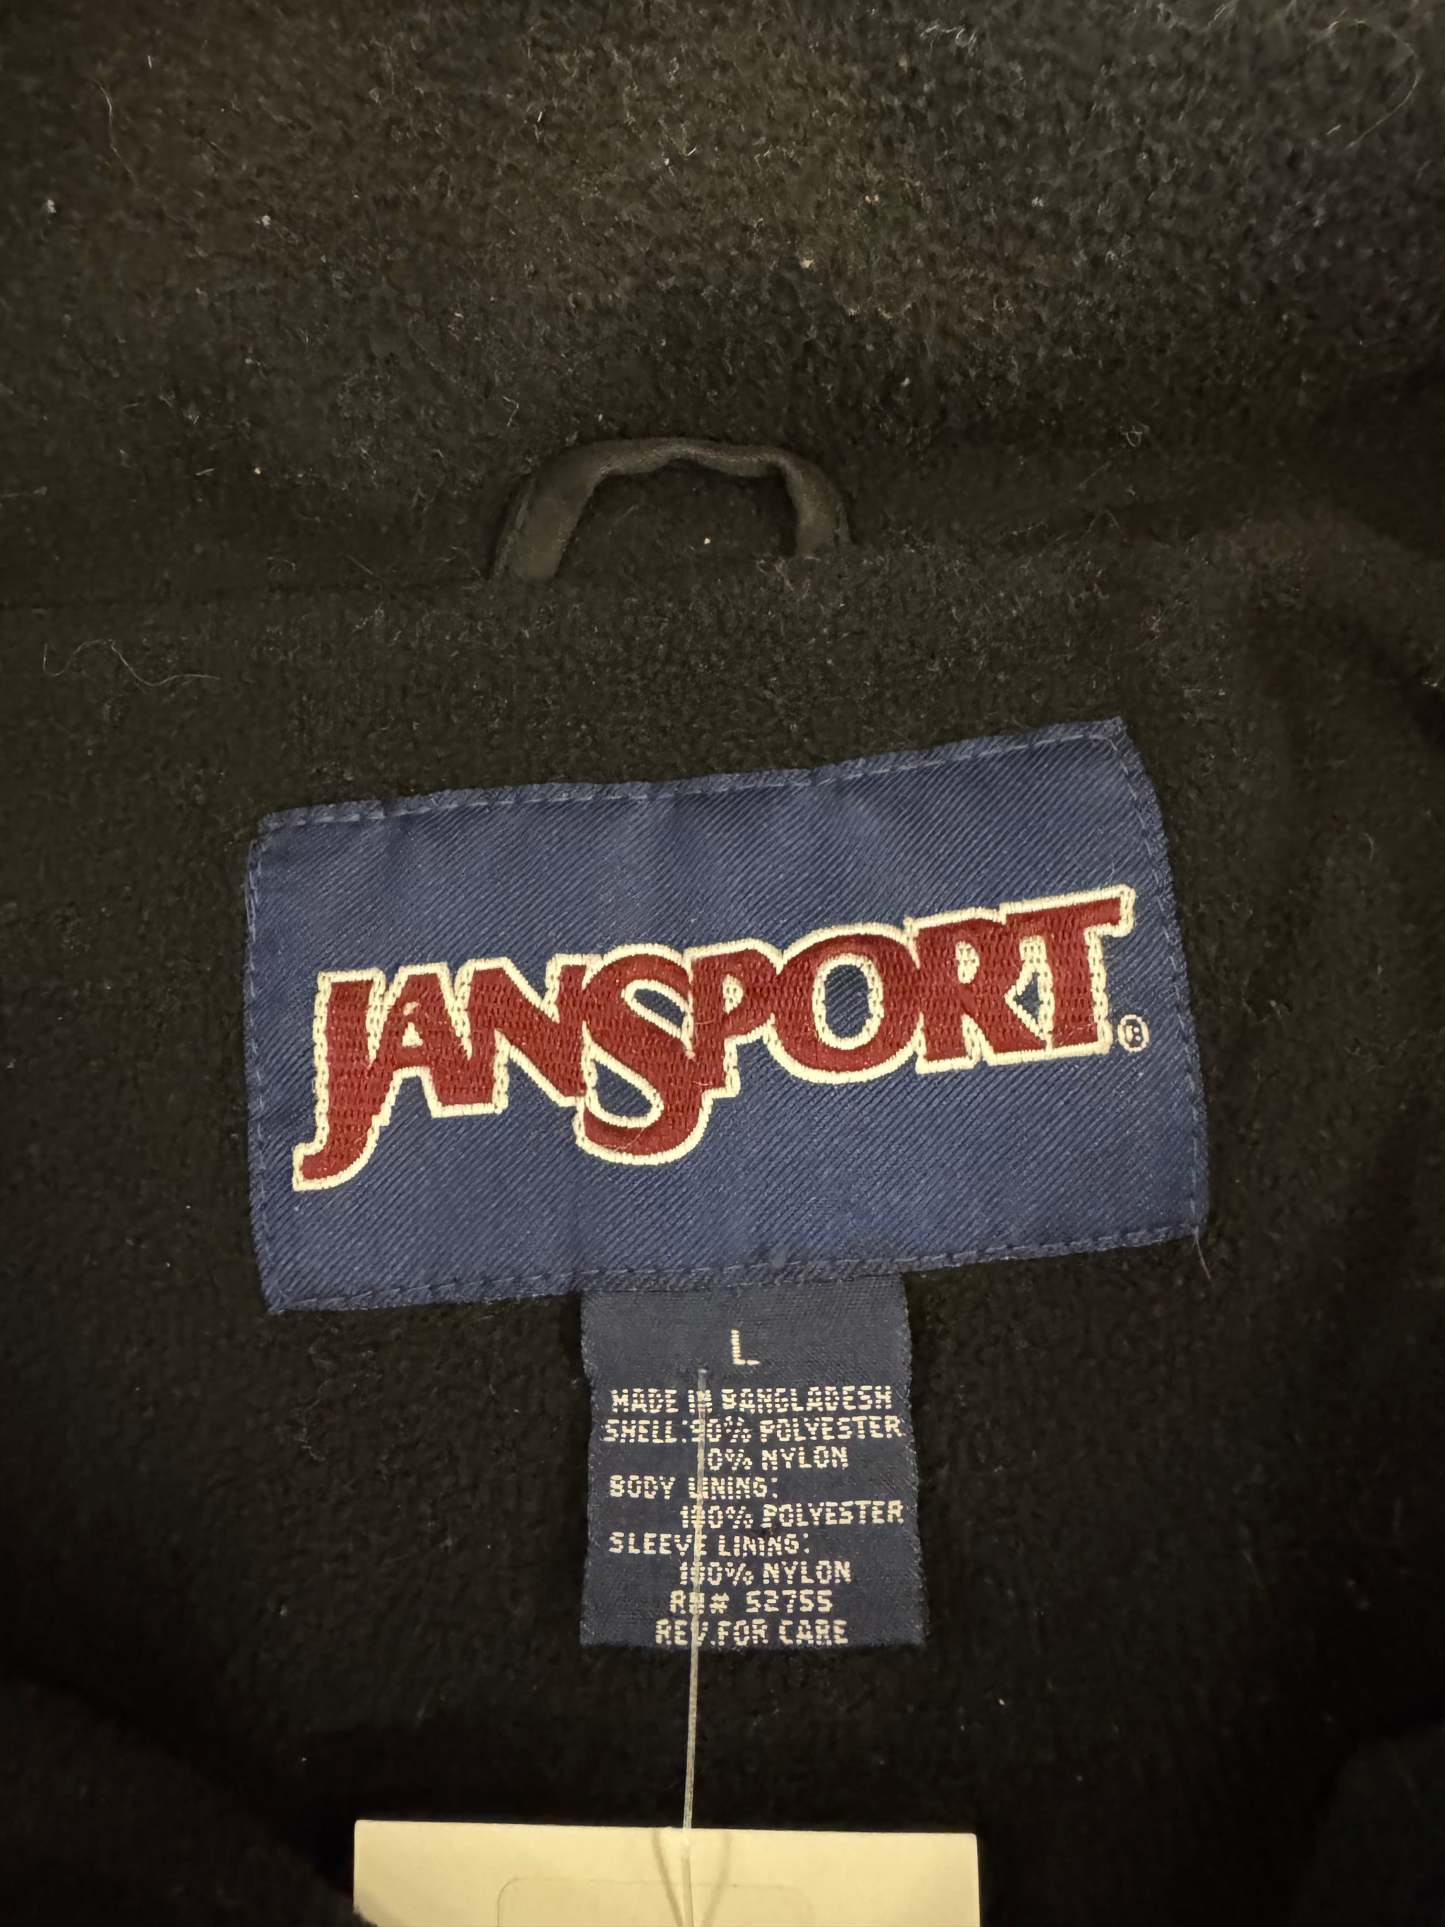 JANSPORT®
L
MADE IN BANGLADESH
SHELL:90% POLYESTER
10% NYLON
BODY LINING:
100% POLYESTER
SLEEVE LINING:
100% NYLON
RN# 52755
REV.FOR CARE